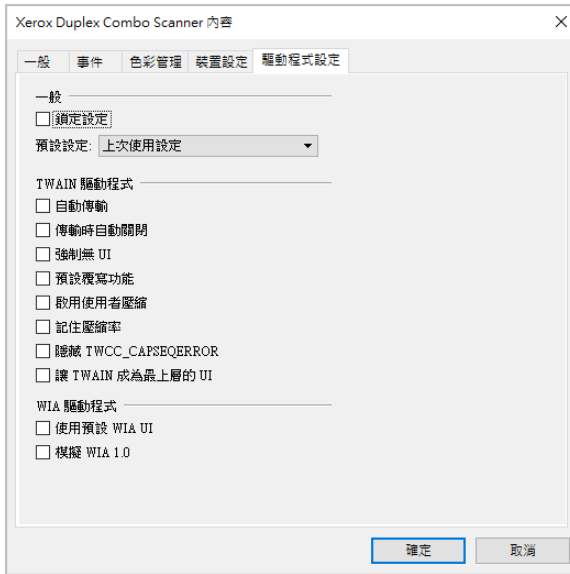 Xerox Duplex Combo Scanner 內容
一般 事件 色彩管理 裝置設定 驅動程式設定
一般
鎖定設定
預設設定: 上次使用設定
TWAIN 驅動程式
自動傳輸
傳輸時自動關閉
強制無 UI
預設覆寫功能
啟用使用者壓縮
記住壓縮率
隱藏 TWCC_CAPSEQERROR
讓 TWAIN 成為最上層的 UI
WIA 驅動程式
使用預設 WIA UI
模擬 WIA 1.0
確定 取消